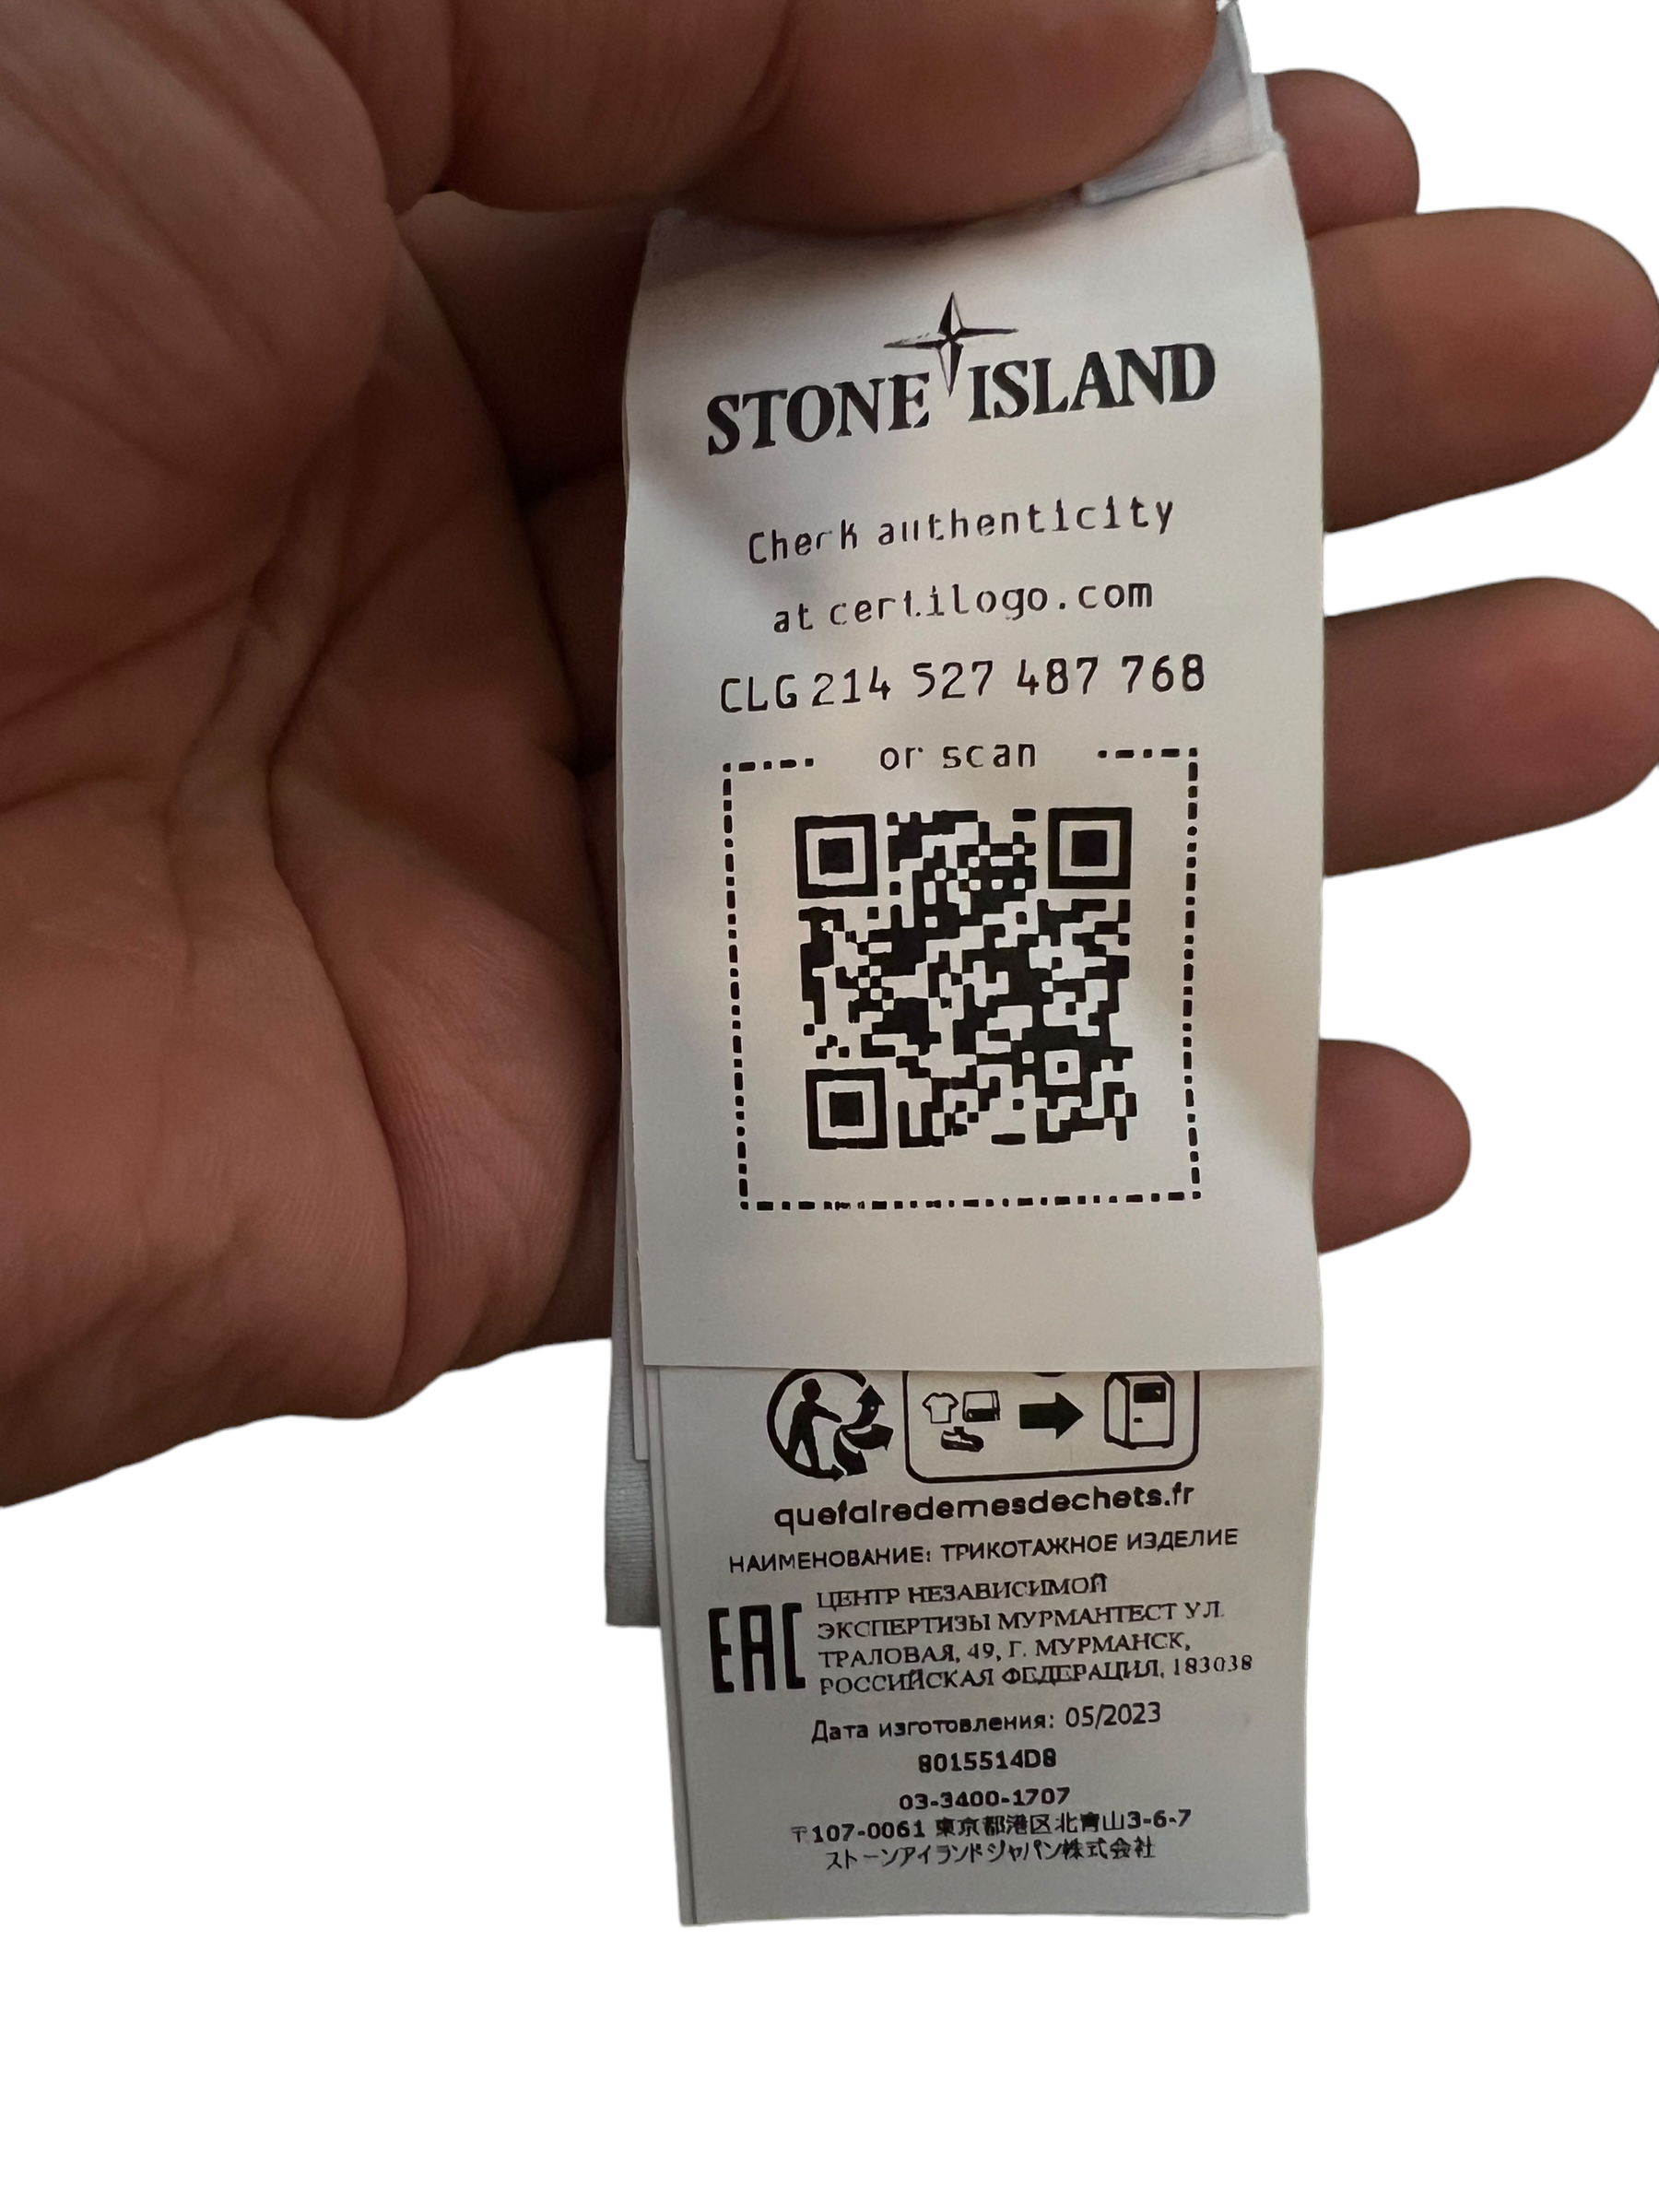 STONE ISLAND
Check authenticity
at certilogo.com
CLG 214 527 487 768
or scan
quefairedemesdechets.fr
НАИМЕНОВАНИЕ: ТРИКОТАЖНОЕ ИЗДЕЛИЕ
EAC
ЦЕНТР НЕЗАВИСИМОЙ
ЭКСПЕРТИЗЫ МУРМАНТЕСТ УЛ.
ТРАЛОВАЯ, 49, Г. МУРМАНСК,
РОССИЙСКАЯ ФЕДЕРАЦИЯ, 183038
Дата изготовления: 05/2023
8015514D8
03-3400-1707
〒107-0061 東京都港区北青山3-6-7
ストーンアイランドジャパン株式会社